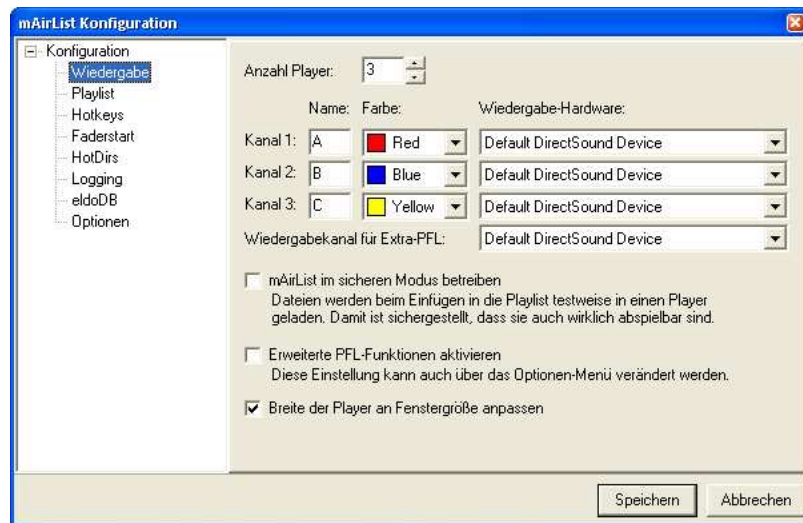 mAirList Konfiguration
Konfiguration
Wiedergabe
Playlist
Hotkeys
Faderstart
HotDirs
Logging
eldoDB
Optionen
Anzahl Player: 3
Name: Farbe: Wiedergabe-Hardware:
Kanal 1: A Red Default DirectSound Device
Kanal 2: B Blue Default DirectSound Device
Kanal 3: C Yellow Default DirectSound Device
Wiedergabekanal für Extra-PFL: Default DirectSound Device
mAirList im sicheren Modus betreiben
Dateien werden beim Einfügen in die Playlist testweise in einen Player
geladen. Damit ist sichergestellt, dass sie auch wirklich abspielbar sind.
Erweiterte PFL-Funktionen aktivieren
Diese Einstellung kann auch über das Optionen-Menü verändert werden.
Breite der Player an Fenstergröße anpassen
Speichern Abbrechen